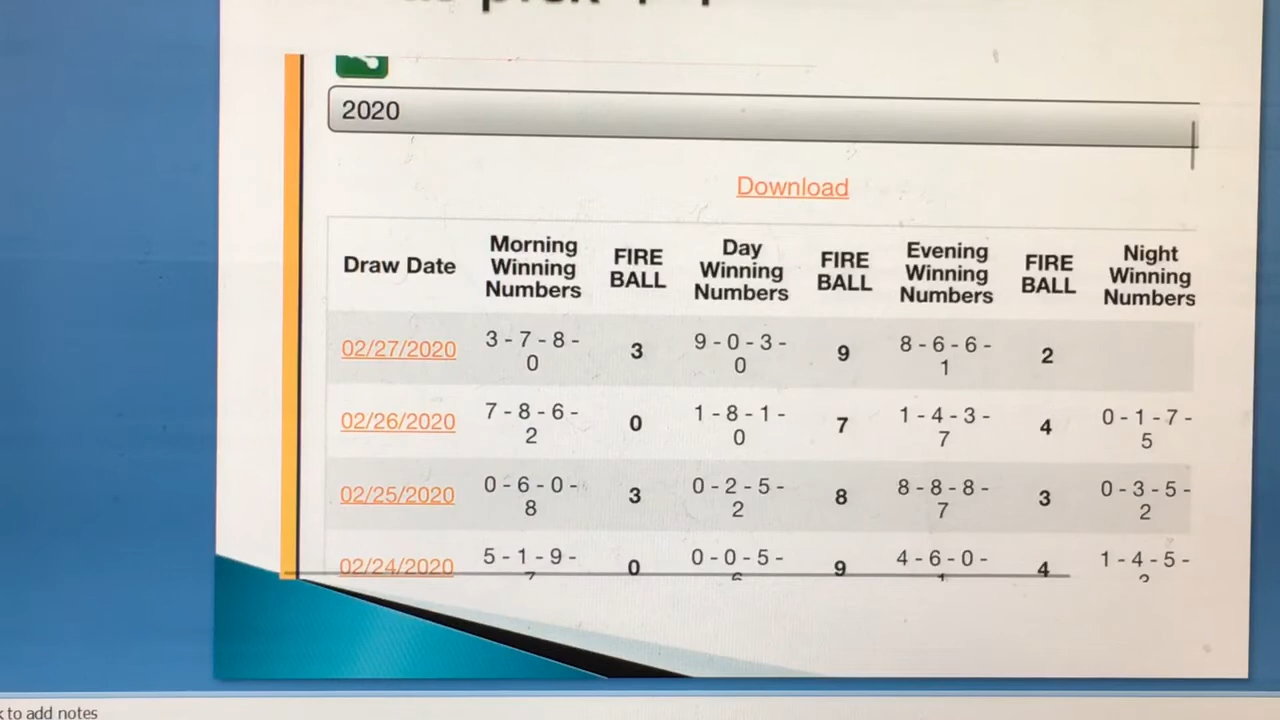 2020
Download
Draw Date
Morning Winning Numbers
FIRE BALL
Day Winning Numbers
FIRE BALL
Evening Winning Numbers
FIRE BALL
Night Winning Numbers
02/27/2020 3 - 7 - 8 - 0 3 9 - 0 - 3 - 0 9 8 - 6 - 6 - 1 2
02/26/2020 7 - 8 - 6 - 2 0 1 - 8 - 1 - 0 7 1 - 4 - 3 - 7 4 0 - 1 - 7 - 5
02/25/2020 0 - 6 - 0 - 8 3 0 - 2 - 5 - 2 8 8 - 8 - 8 - 7 3 0 - 3 - 5 - 2
02/24/2020 5 - 1 - 9 - 0 0 - 0 - 5 - 9 4 - 6 - 0 - 4 1 - 4 - 5 -
to add notes